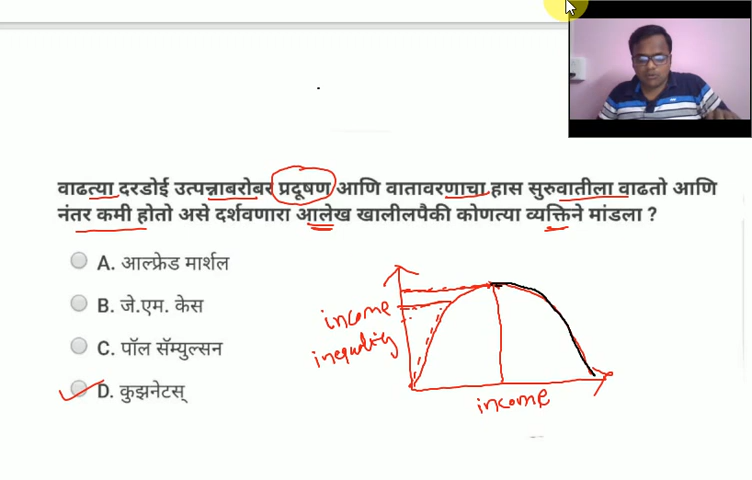 वाढत्या दरडोई उत्पन्नाबरोबर प्रदूषण आणि वातावरणाचा ह्रास सुरुवातीला वाढतो आणि
नंतर कमी होतो असे दर्शवणारा आलेख खालीलपैकी कोणत्या व्यक्तिने मांडला ?
A. आल्फ्रेड मार्शल
B. जे.एम. केस
C. पॉल सॅम्युल्सन
D. कुझनेटस्
income
inequality
income